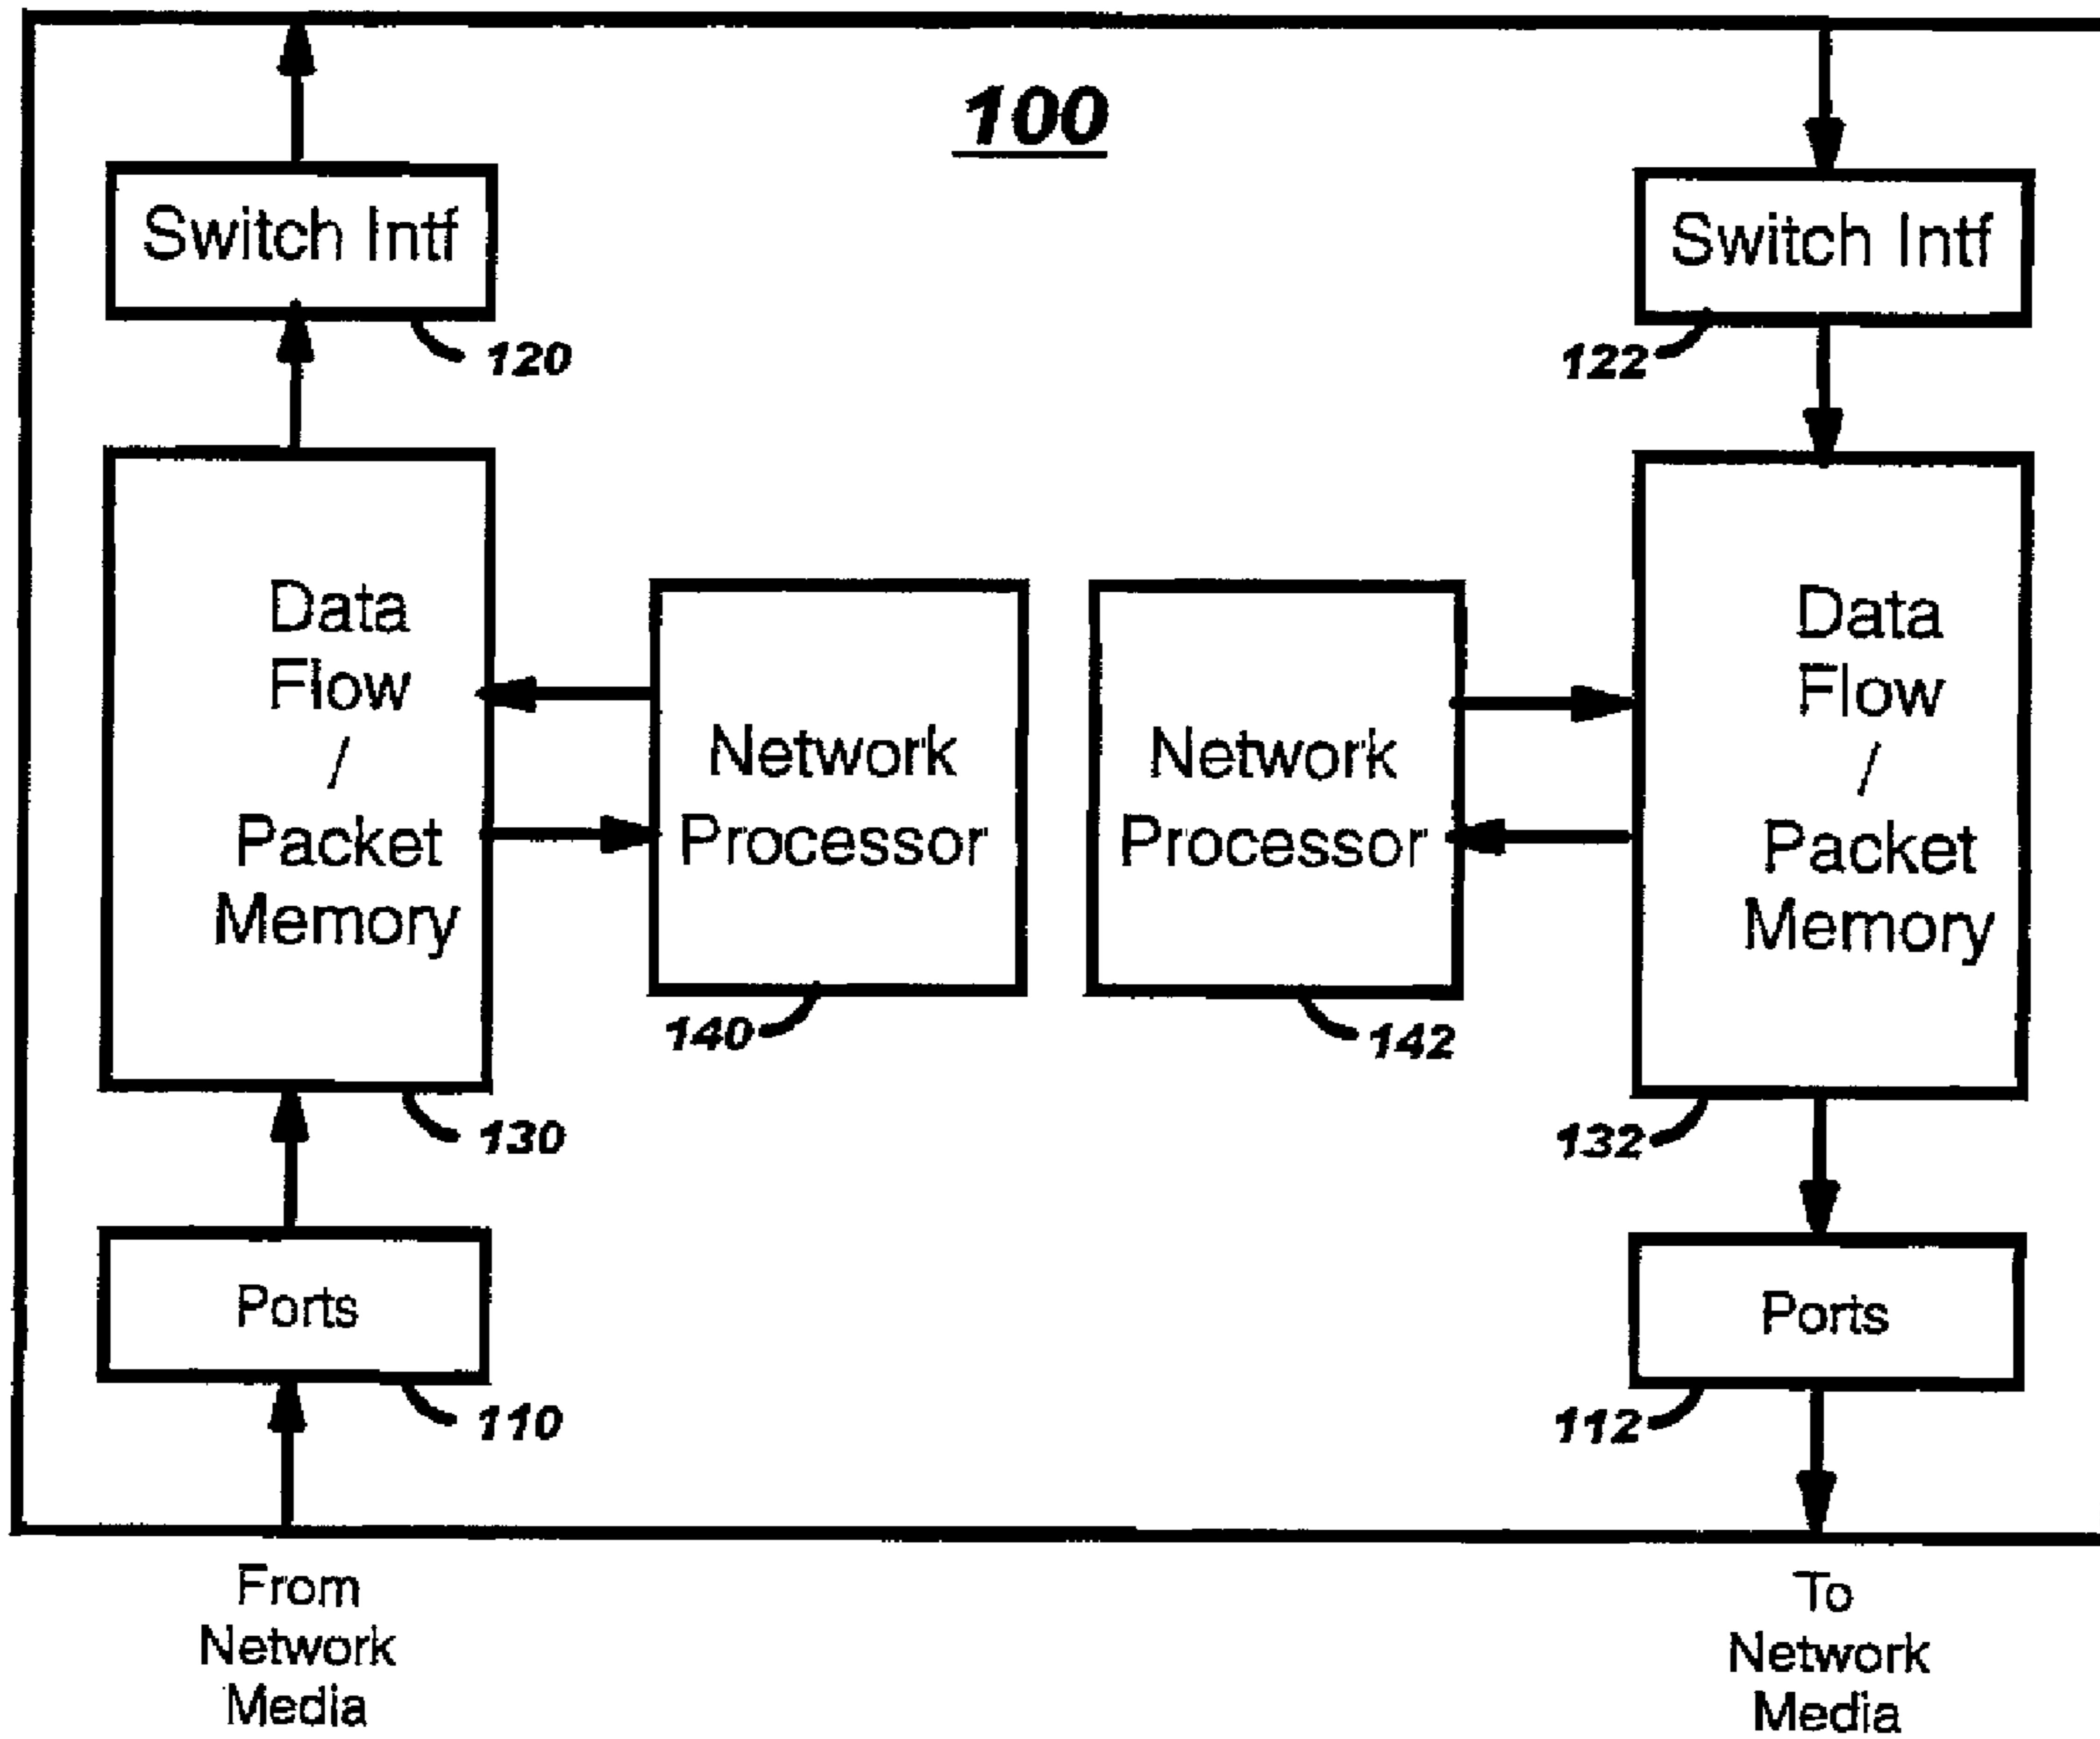 100
Switch Intf
120
Switch Intf
122
Data
Flow
/
Packet
Memory
130
Network
Processor
140
Network
Processor
142
Data
Flow
/
Packet
Memory
132
Ports
110
Ports
112
From
Network
Media
To
Network
Media